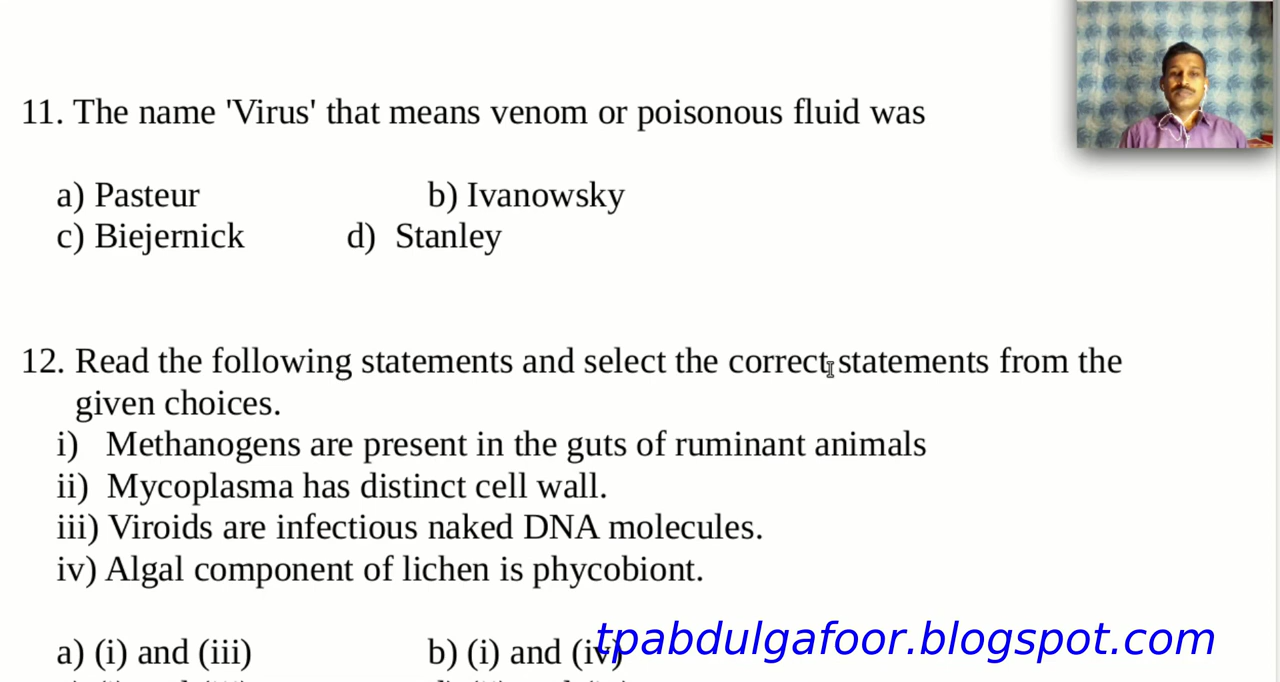 11. The name 'Virus' that means venom or poisonous fluid was
a) Pasteur b) Ivanowsky
c) Biejernick d) Stanley
12. Read the following statements and select the correct statements from the
given choices.
i) Methanogens are present in the guts of ruminant animals
ii) Mycoplasma has distinct cell wall.
iii) Viroids are infectious naked DNA molecules.
iv) Algal component of lichen is phycobiont.
a) (i) and (iii) b) (i) and (iv)
tpabdulgafoor.blogspot.com